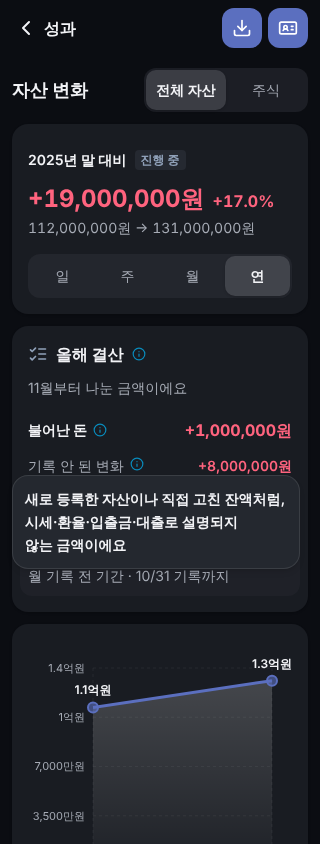 성과
자산 변화
전체 자산
주식
2025년 말 대비
진행 중
+19,000,000원 +17.0%
112,000,000원 → 131,000,000원
일
주
월
연
올해 결산
11월부터 나눈 금액이에요
불어난 돈
+1,000,000원
기록 안 된 변화
+8,000,000원
새로 등록한 자산이나 직접 고친 잔액처럼,
시세·환율·입출금·대출로 설명되지
않는 금액이에요
월 기록 전 기간 · 10/31 기록까지
1.4억원
1.3억원
1.1억원
1억원
7,000만원
3,500만원